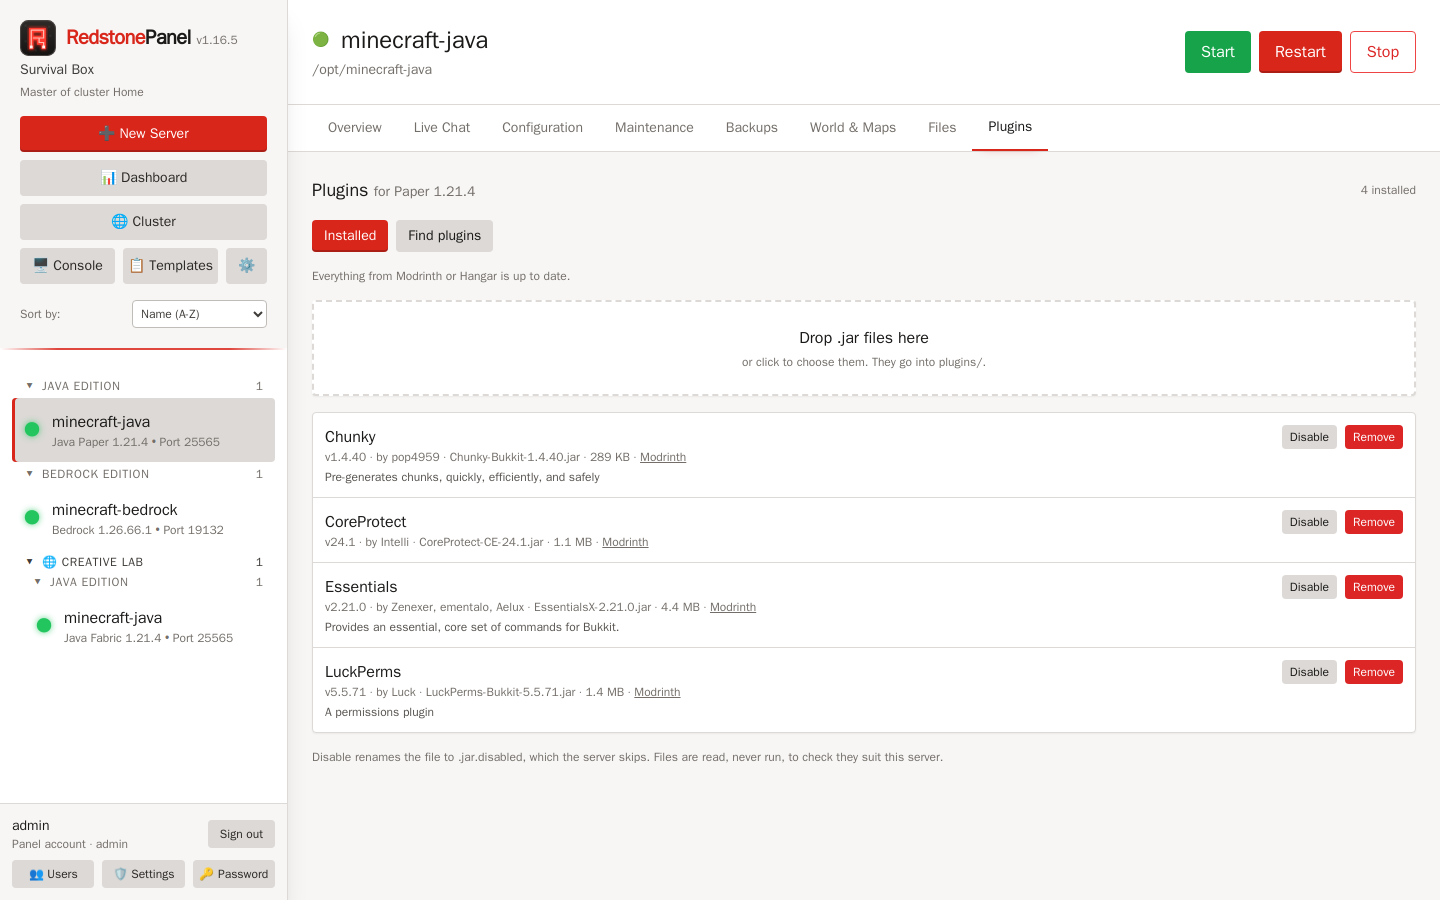 RedstonePanel v1.16.5
Survival Box
Master of cluster Home
➕ New Server
📊 Dashboard
🌐 Cluster
🖥️ Console
📋 Templates
⚙️
Sort by:
Name (A-Z)
▼ JAVA EDITION 1
minecraft-java
Java Paper 1.21.4 • Port 25565
▼ BEDROCK EDITION 1
minecraft-bedrock
Bedrock 1.26.66.1 • Port 19132
▼ 🌐 CREATIVE LAB 1
▼ JAVA EDITION 1
minecraft-java
Java Fabric 1.21.4 • Port 25565
admin
Panel account · admin
Sign out
👥 Users
🛡️ Settings
🔑 Password
minecraft-java
/opt/minecraft-java
Start
Restart
Stop
Overview
Live Chat
Configuration
Maintenance
Backups
World & Maps
Files
Plugins
Plugins for Paper 1.21.4
4 installed
Installed
Find plugins
Everything from Modrinth or Hangar is up to date.
Drop .jar files here
or click to choose them. They go into plugins/.
Chunky
v1.4.40 · by pop4959 · Chunky-Bukkit-1.4.40.jar · 289 KB · Modrinth
Pre-generates chunks, quickly, efficiently, and safely
Disable
Remove
CoreProtect
v24.1 · by Intelli · CoreProtect-CE-24.1.jar · 1.1 MB · Modrinth
Disable
Remove
Essentials
v2.21.0 · by Zenexer, ementalo, Aelux · EssentialsX-2.21.0.jar · 4.4 MB · Modrinth
Provides an essential, core set of commands for Bukkit.
Disable
Remove
LuckPerms
v5.5.71 · by Luck · LuckPerms-Bukkit-5.5.71.jar · 1.4 MB · Modrinth
A permissions plugin
Disable
Remove
Disable renames the file to .jar.disabled, which the server skips. Files are read, never run, to check they suit this server.